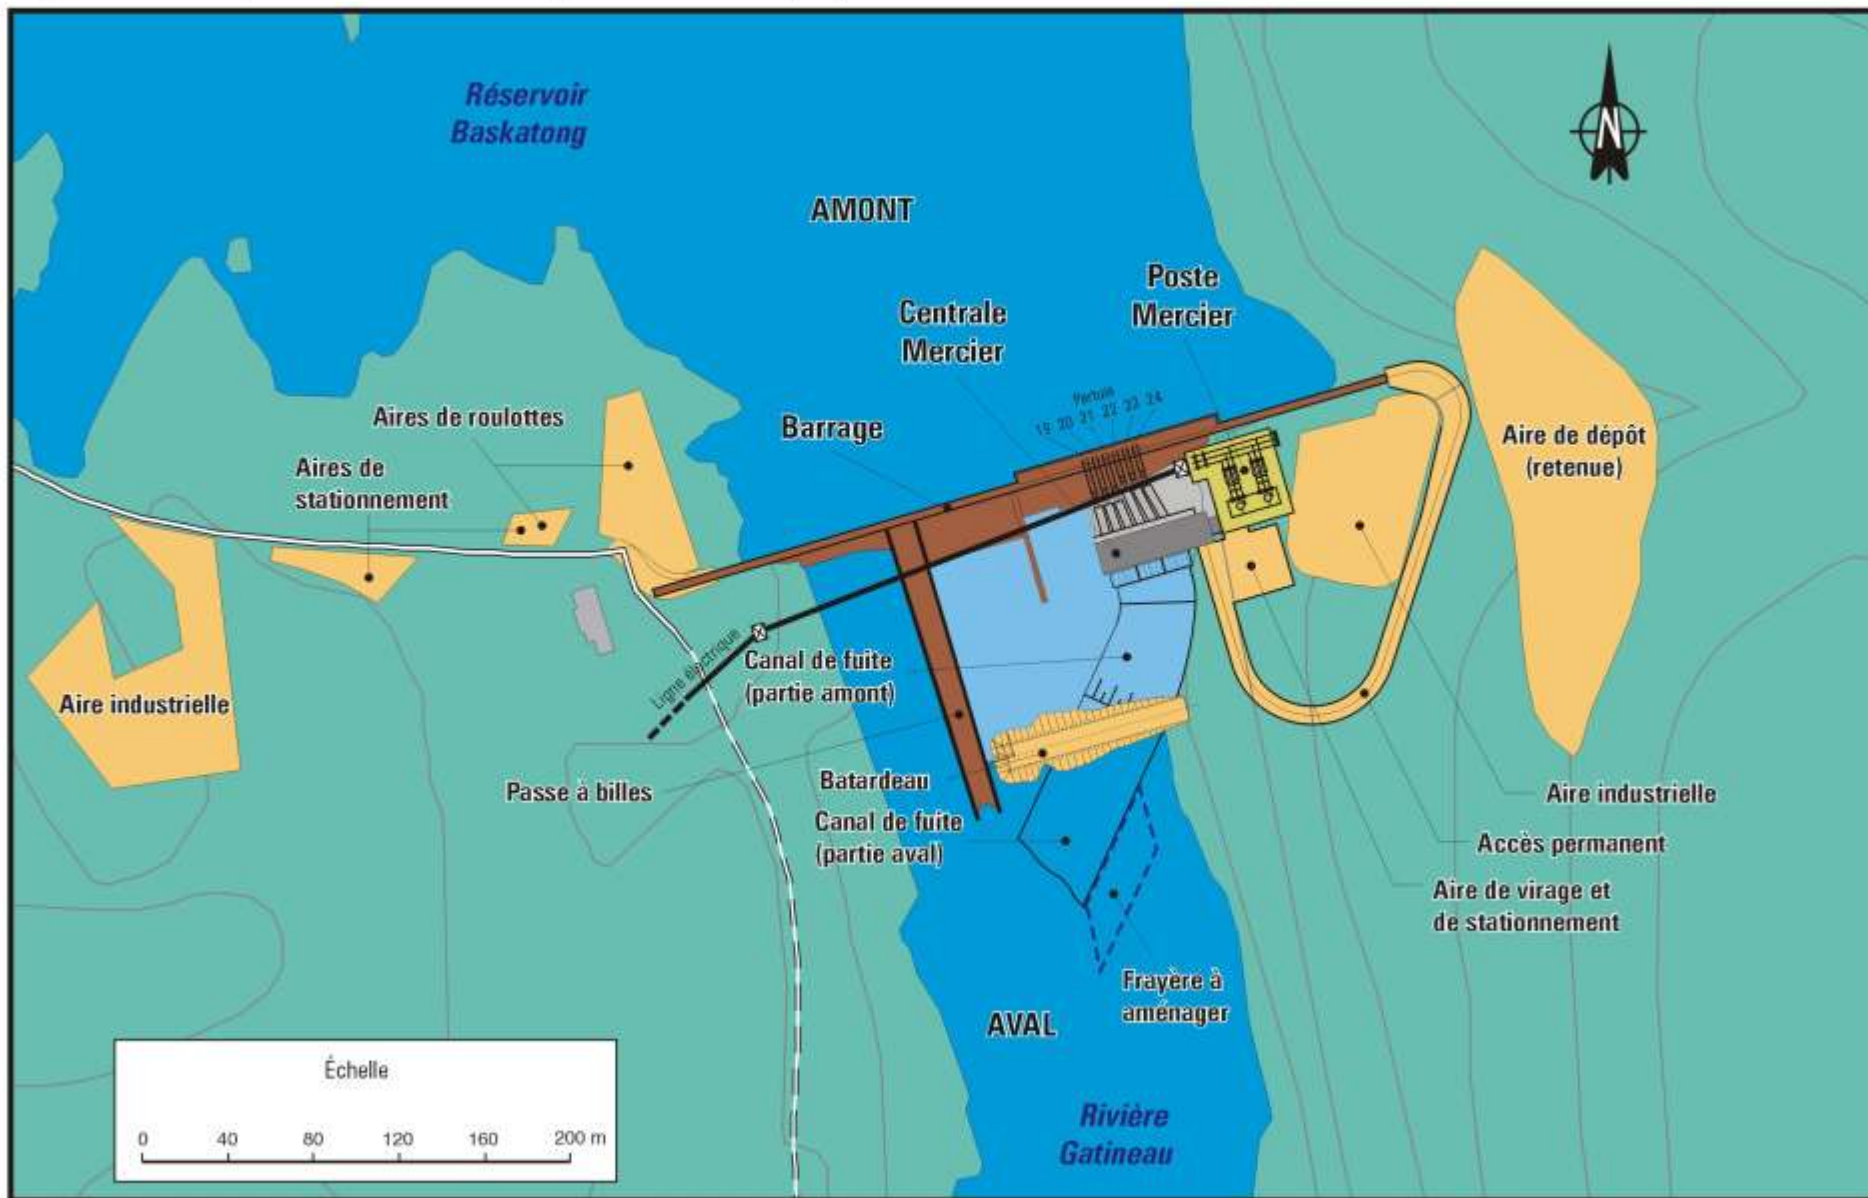 Réservoir
Baskatong
N
AMONT
Poste
Mercier
Centrale
Mercier
Pertuis
19 20 21 22 23 24
Barrage
Aires de roulottes
Aires de
stationnement
Aire de dépôt
(retenue)
Ligne électrique
Canal de fuite
(partie amont)
Aire industrielle
Passe à billes
Batardeau
Canal de fuite
(partie aval)
Aire industrielle
Accès permanent
Aire de virage et
de stationnement
Frayère à
aménager
AVAL
Rivière
Gatineau
Échelle
0 40 80 120 160 200 m